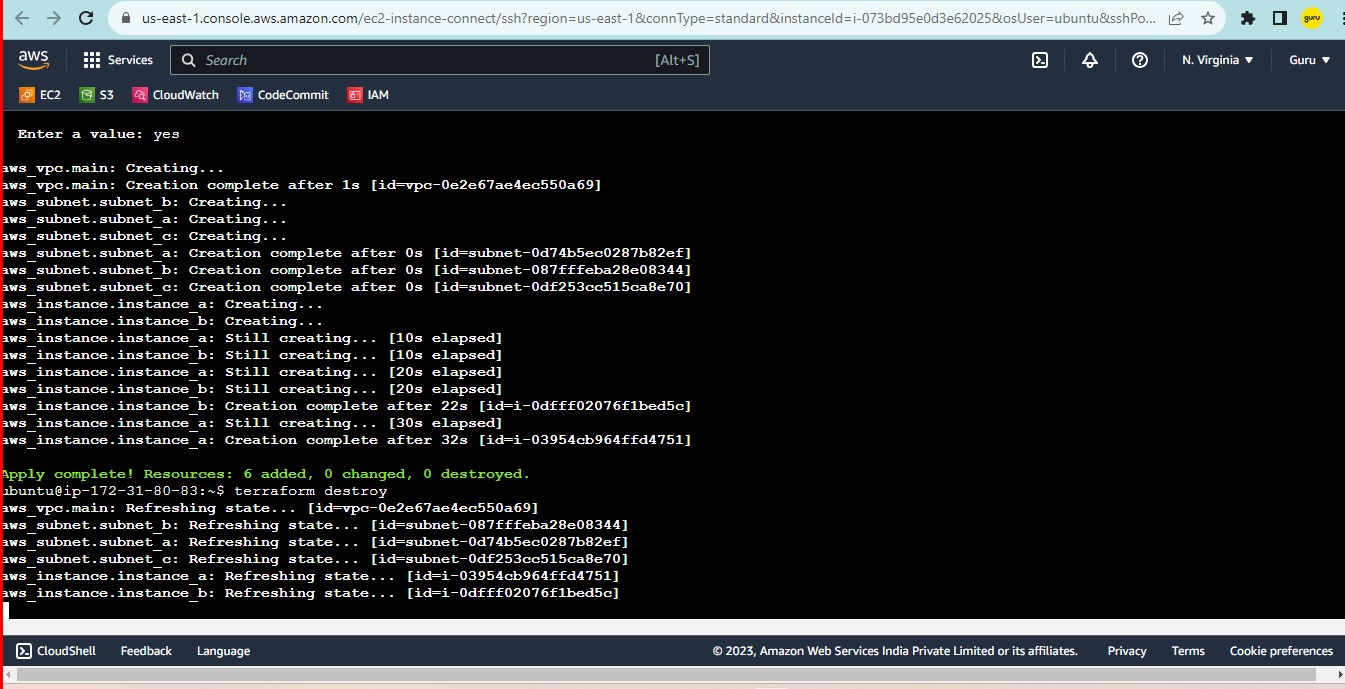 us-east-1.console.aws.amazon.com/ec2-instance-connect/ssh?region=us-east-1&connType=standard&instanceId=i-073bd95e0d3e62025&osUser=ubuntu&sshPo...
guru
aws
Services
Search
[Alt+S]
N. Virginia ▼
Guru ▼
EC2
S3
CloudWatch
CodeCommit
IAM
Enter a value: yes
aws_vpc.main: Creating...
aws_vpc.main: Creation complete after 1s [id=vpc-0e2e67ae4ec550a69]
aws_subnet.subnet_b: Creating...
aws_subnet.subnet_a: Creating...
aws_subnet.subnet_c: Creating...
aws_subnet.subnet_a: Creation complete after 0s [id=subnet-0d74b5ec0287b82ef]
aws_subnet.subnet_b: Creation complete after 0s [id=subnet-087fffeba28e08344]
aws_subnet.subnet_c: Creation complete after 0s [id=subnet-0df253cc515ca8e70]
aws_instance.instance_a: Creating...
aws_instance.instance_b: Creating...
aws_instance.instance_a: Still creating... [10s elapsed]
aws_instance.instance_b: Still creating... [10s elapsed]
aws_instance.instance_a: Still creating... [20s elapsed]
aws_instance.instance_b: Still creating... [20s elapsed]
aws_instance.instance_b: Creation complete after 22s [id=i-0dfff02076f1bed5c]
aws_instance.instance_a: Still creating... [30s elapsed]
aws_instance.instance_a: Creation complete after 32s [id=i-03954cb964ffd4751]
Apply complete! Resources: 6 added, 0 changed, 0 destroyed.
ubuntu@ip-172-31-80-83:~$ terraform destroy
aws_vpc.main: Refreshing state... [id=vpc-0e2e67ae4ec550a69]
aws_subnet.subnet_b: Refreshing state... [id=subnet-087fffeba28e08344]
aws_subnet.subnet_a: Refreshing state... [id=subnet-0d74b5ec0287b82ef]
aws_subnet.subnet_c: Refreshing state... [id=subnet-0df253cc515ca8e70]
aws_instance.instance_a: Refreshing state... [id=i-03954cb964ffd4751]
aws_instance.instance_b: Refreshing state... [id=i-0dfff02076f1bed5c]
CloudShell
Feedback
Language
© 2023, Amazon Web Services India Private Limited or its affiliates.
Privacy
Terms
Cookie preferences